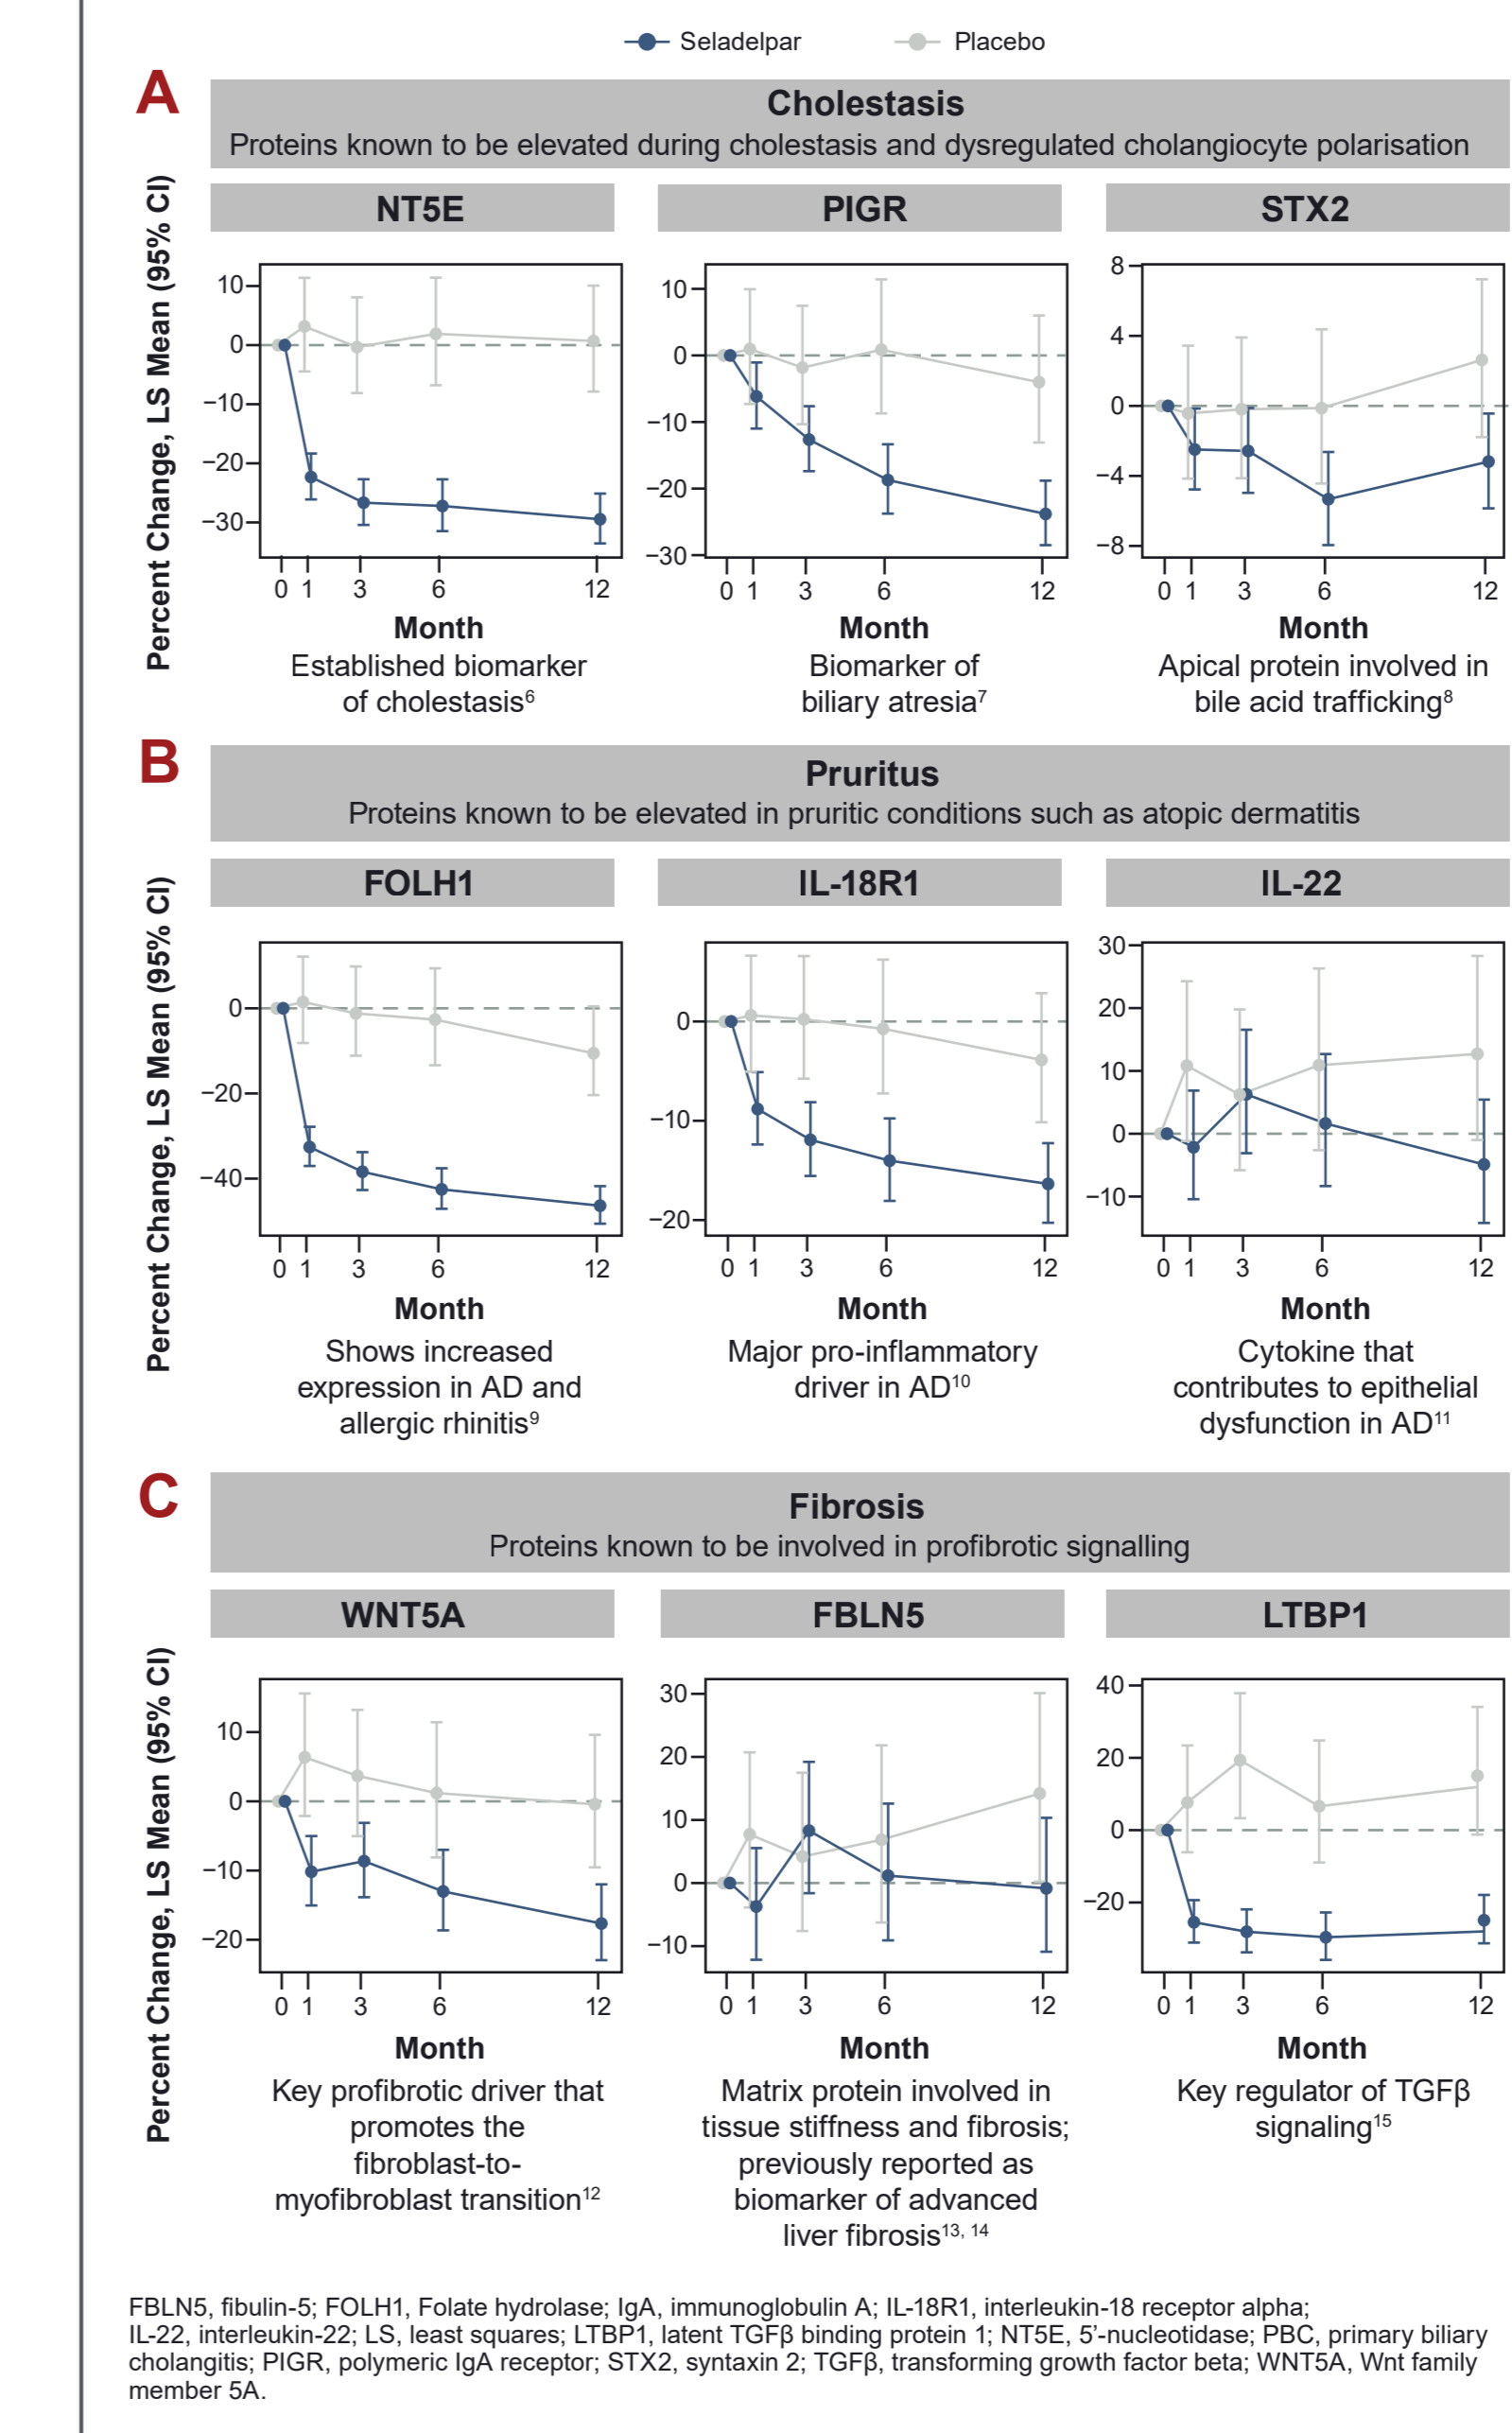 Seladelpar Placebo
A
Cholestasis
Proteins known to be elevated during cholestasis and dysregulated cholangiocyte polarisation
Percent Change, LS Mean (95% CI)
NT5E
10
0
−10
−20
−30
0 1 3 6 12
Month
Established biomarker
of cholestasis6
PIGR
10
0
−10
−20
−30
0 1 3 6 12
Month
Biomarker of
biliary atresia7
STX2
8
4
0
−4
−8
0 1 3 6 12
Month
Apical protein involved in
bile acid trafficking8
B
Pruritus
Proteins known to be elevated in pruritic conditions such as atopic dermatitis
Percent Change, LS Mean (95% CI)
FOLH1
0
−20
−40
0 1 3 6 12
Month
Shows increased
expression in AD and
allergic rhinitis9
IL-18R1
0
−10
−20
0 1 3 6 12
Month
Major pro-inflammatory
driver in AD10
IL-22
30
20
10
0
−10
0 1 3 6 12
Month
Cytokine that
contributes to epithelial
dysfunction in AD11
C
Fibrosis
Proteins known to be involved in profibrotic signalling
Percent Change, LS Mean (95% CI)
WNT5A
10
0
−10
−20
0 1 3 6 12
Month
Key profibrotic driver that
promotes the
fibroblast-to-
myofibroblast transition12
FBLN5
30
20
10
0
−10
0 1 3 6 12
Month
Matrix protein involved in
tissue stiffness and fibrosis;
previously reported as
biomarker of advanced
liver fibrosis13, 14
LTBP1
40
20
0
−20
0 1 3 6 12
Month
Key regulator of TGFβ
signaling15
FBLN5, fibulin-5; FOLH1, Folate hydrolase; IgA, immunoglobulin A; IL-18R1, interleukin-18 receptor alpha;
IL-22, interleukin-22; LS, least squares; LTBP1, latent TGFβ binding protein 1; NT5E, 5’-nucleotidase; PBC, primary biliary
cholangitis; PIGR, polymeric IgA receptor; STX2, syntaxin 2; TGFβ, transforming growth factor beta; WNT5A, Wnt family
member 5A.